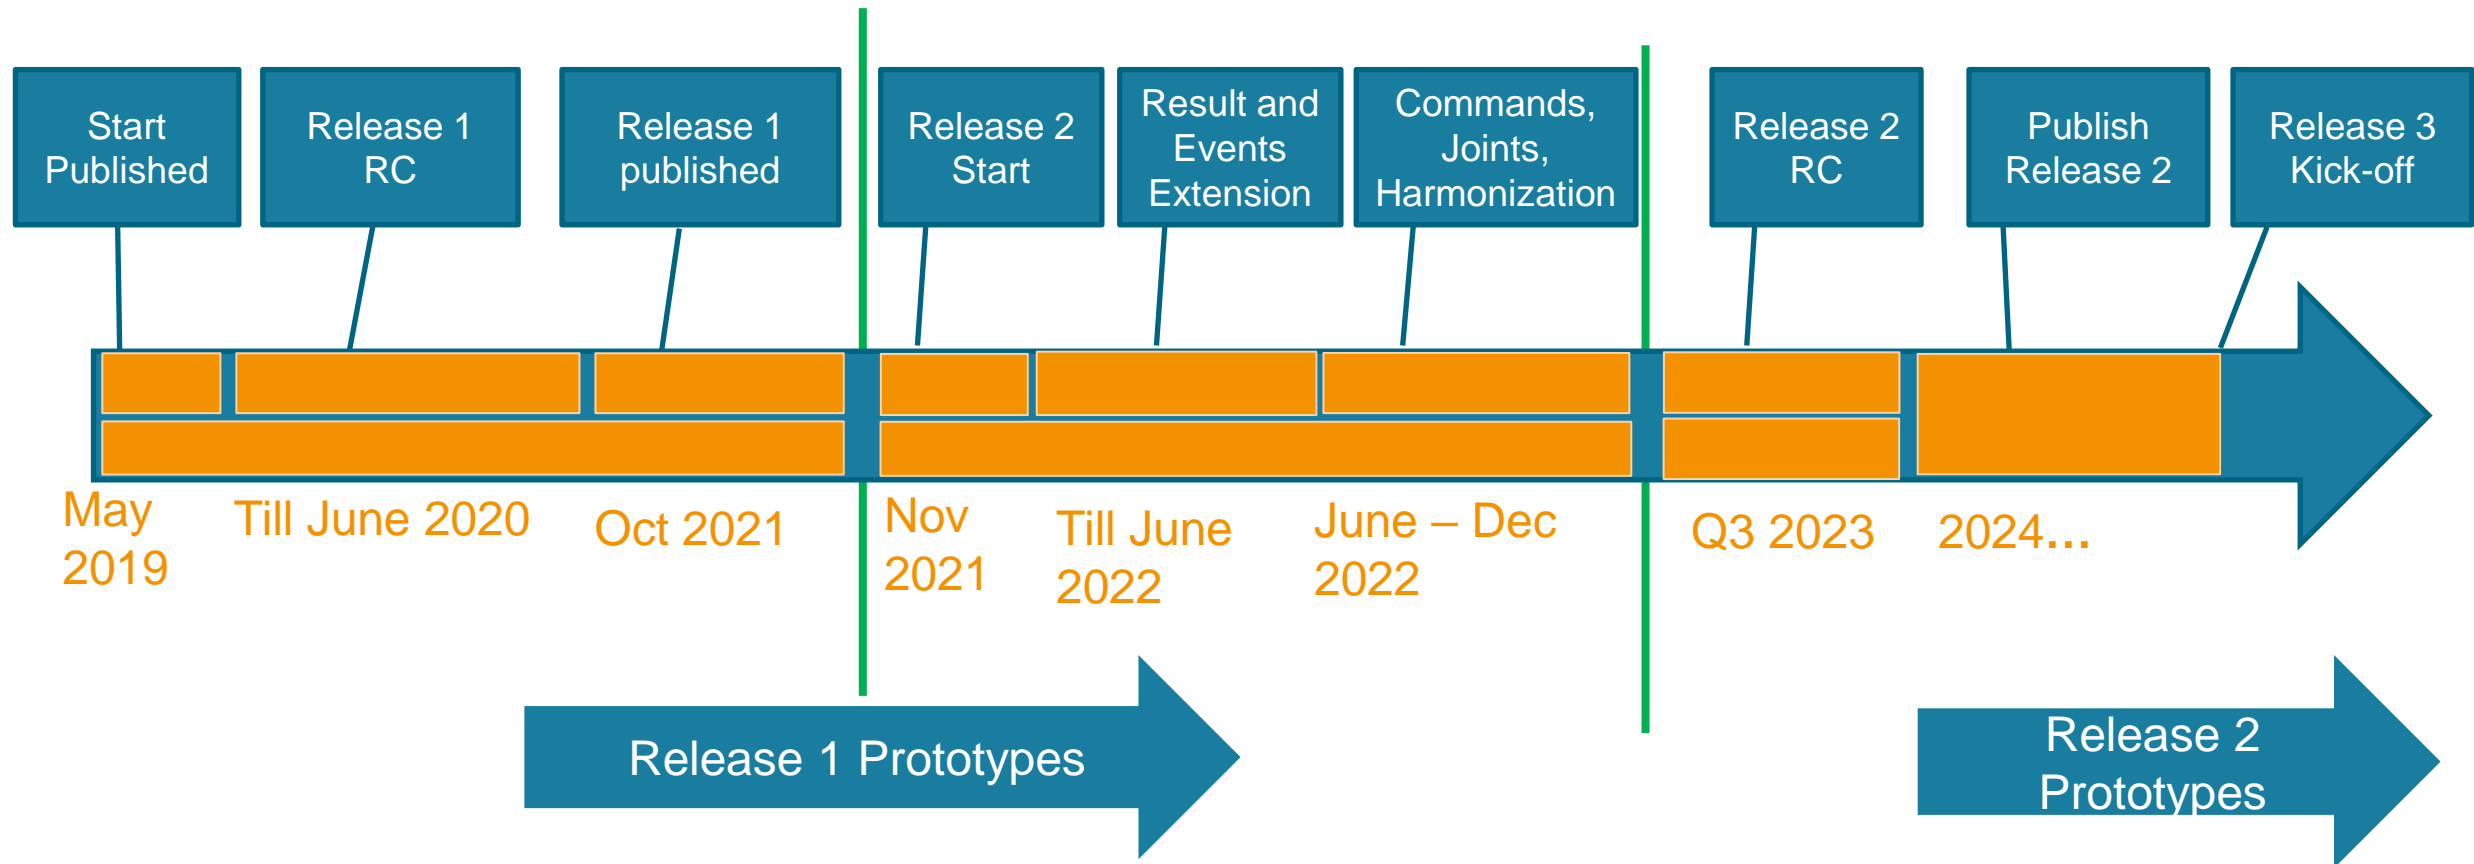 Start
Published
Release 1
RC
Release 1
published
Release 2
Start
Result and
Events
Extension
Commands,
Joints,
Harmonization
Release 2
RC
Publish
Release 2
Release 3
Kick-off
May
2019
Till June 2020
Oct 2021
Nov
2021
Till June
2022
June – Dec
2022
Q3 2023
2024...
Release 1 Prototypes
Release 2
Prototypes